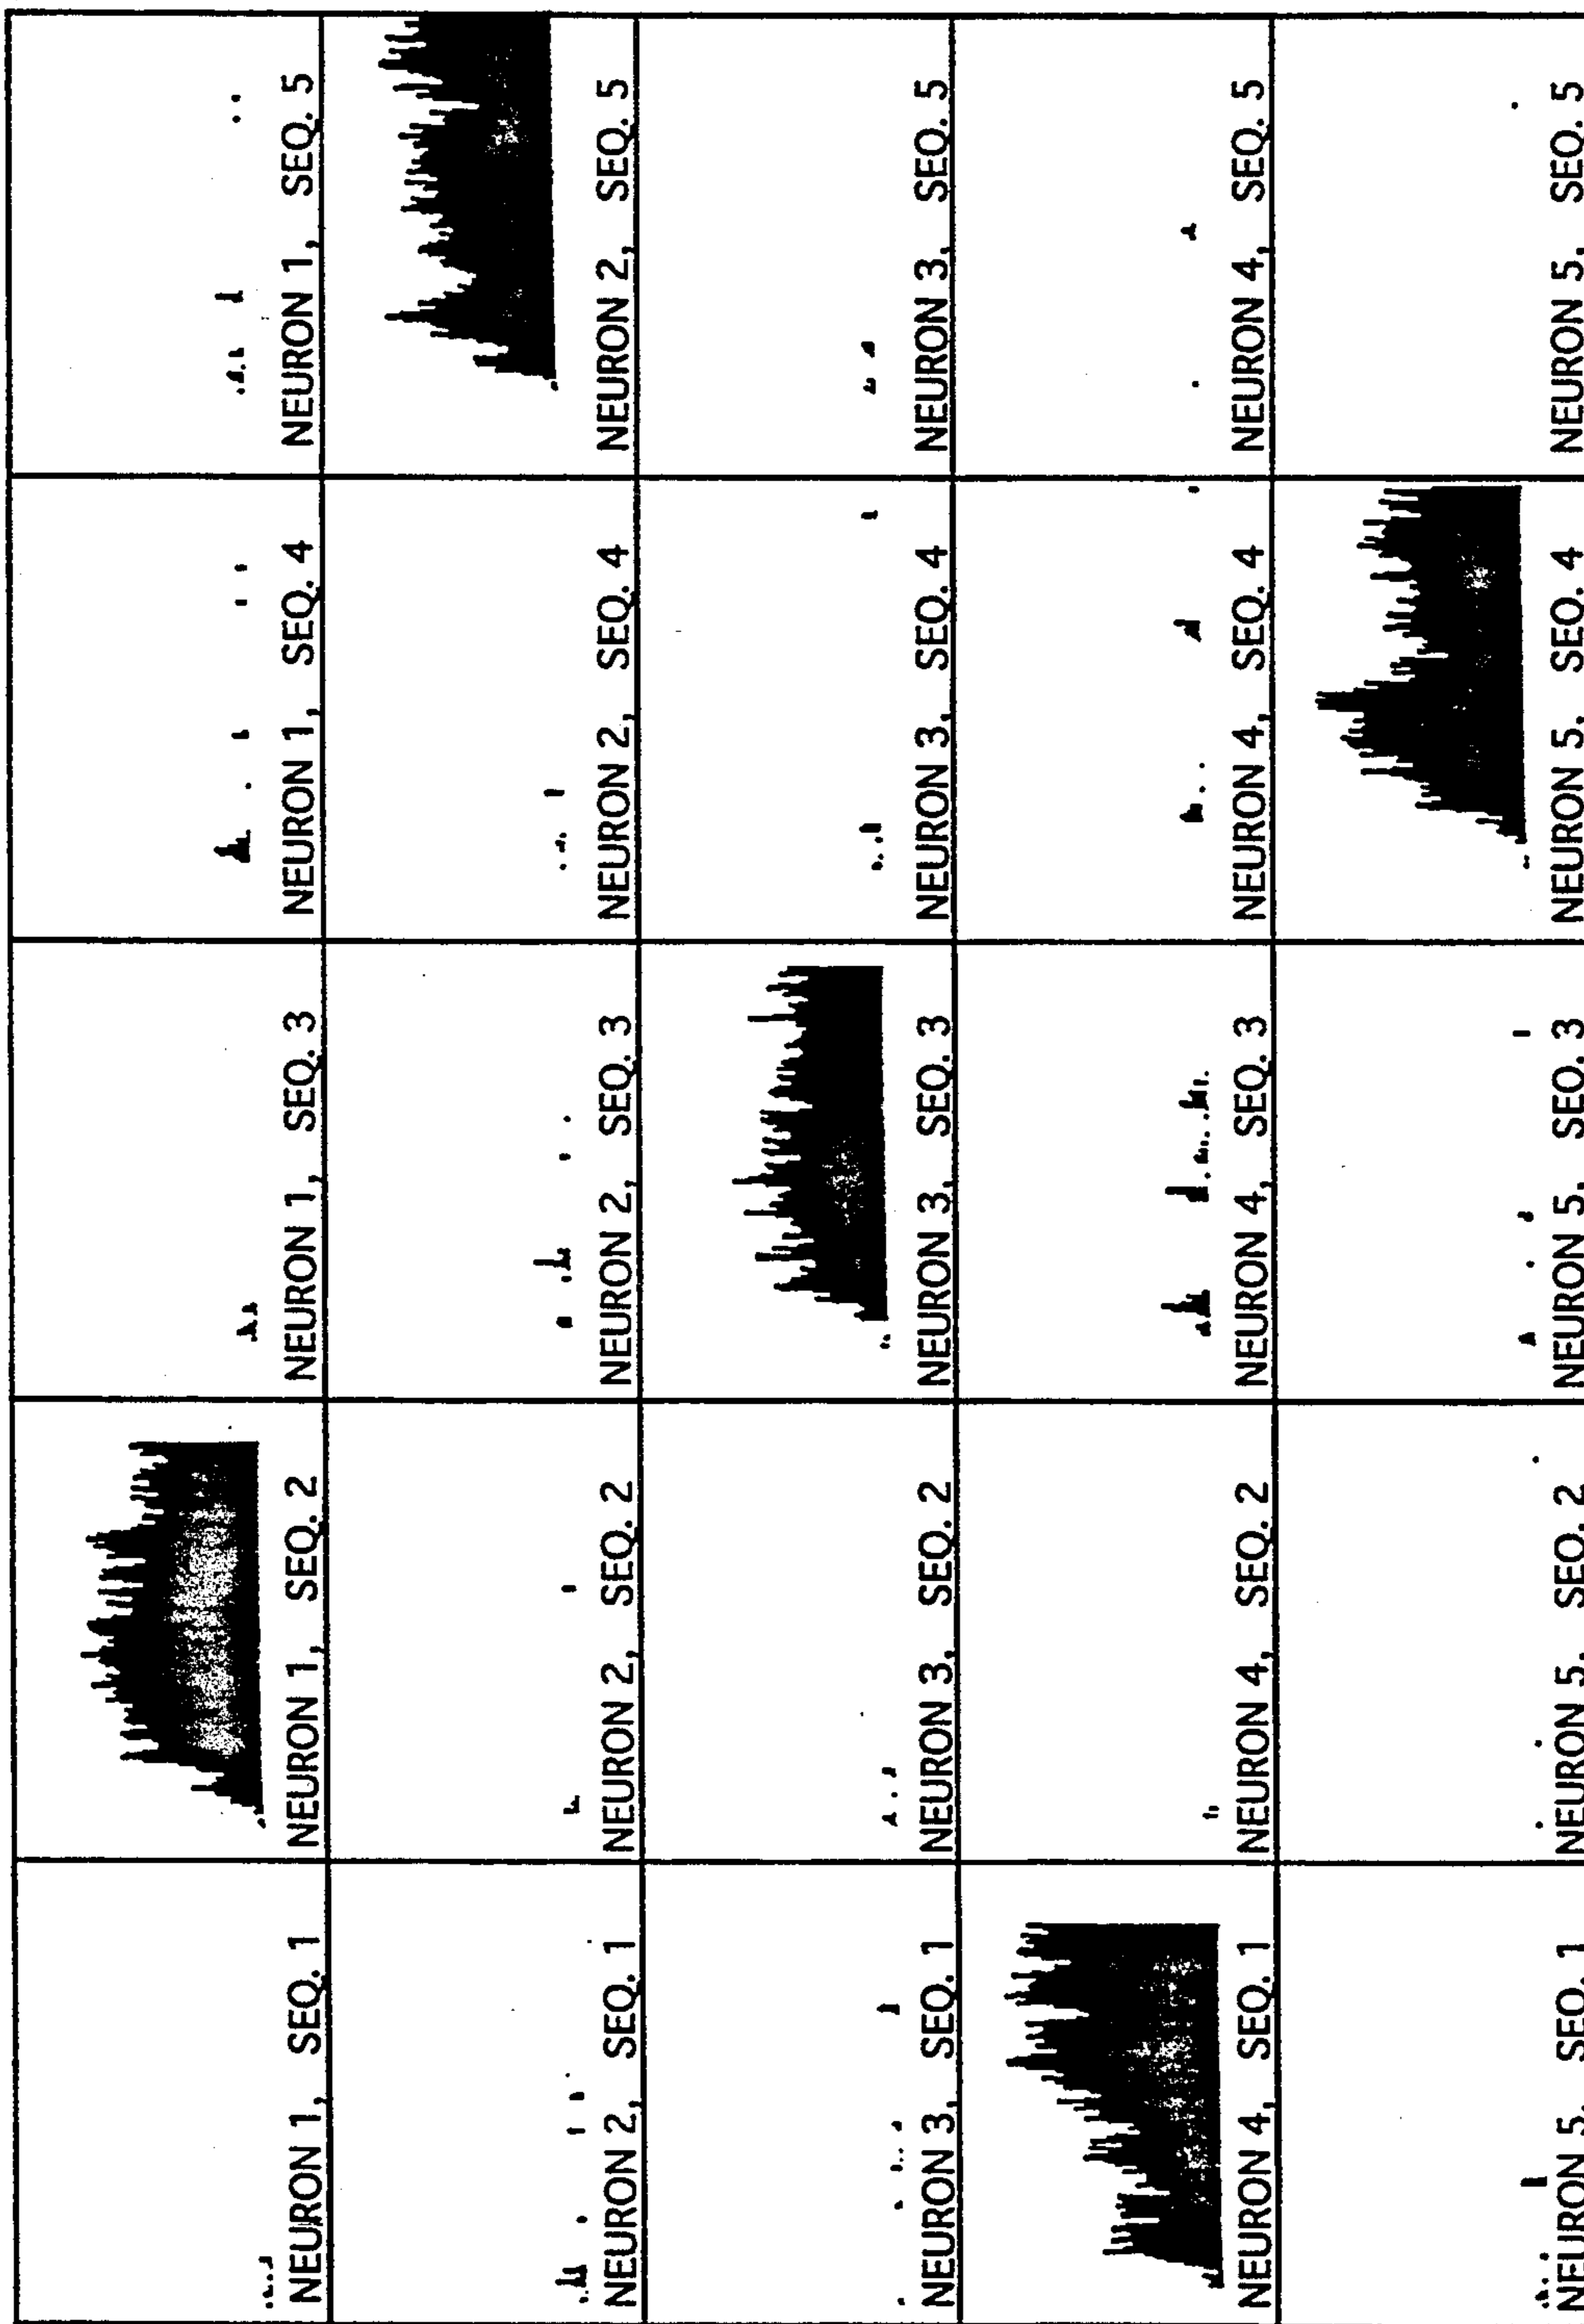 NEURON 1, SEQ. 1
NEURON 1, SEQ. 2
NEURON 1, SEQ. 3
NEURON 1, SEQ. 4
NEURON 1, SEQ. 5
NEURON 2, SEQ. 1
NEURON 2, SEQ. 2
NEURON 2, SEQ. 3
NEURON 2, SEQ. 4
NEURON 2, SEQ. 5
NEURON 3, SEQ. 1
NEURON 3, SEQ. 2
NEURON 3, SEQ. 3
NEURON 3, SEQ. 4
NEURON 3, SEQ. 5
NEURON 4, SEQ. 1
NEURON 4, SEQ. 2
NEURON 4, SEQ. 3
NEURON 4, SEQ. 4
NEURON 4, SEQ. 5
NEURON 5, SEQ. 1
NEURON 5, SEQ. 2
NEURON 5, SEQ. 3
NEURON 5, SEQ. 4
NEURON 5, SEQ. 5